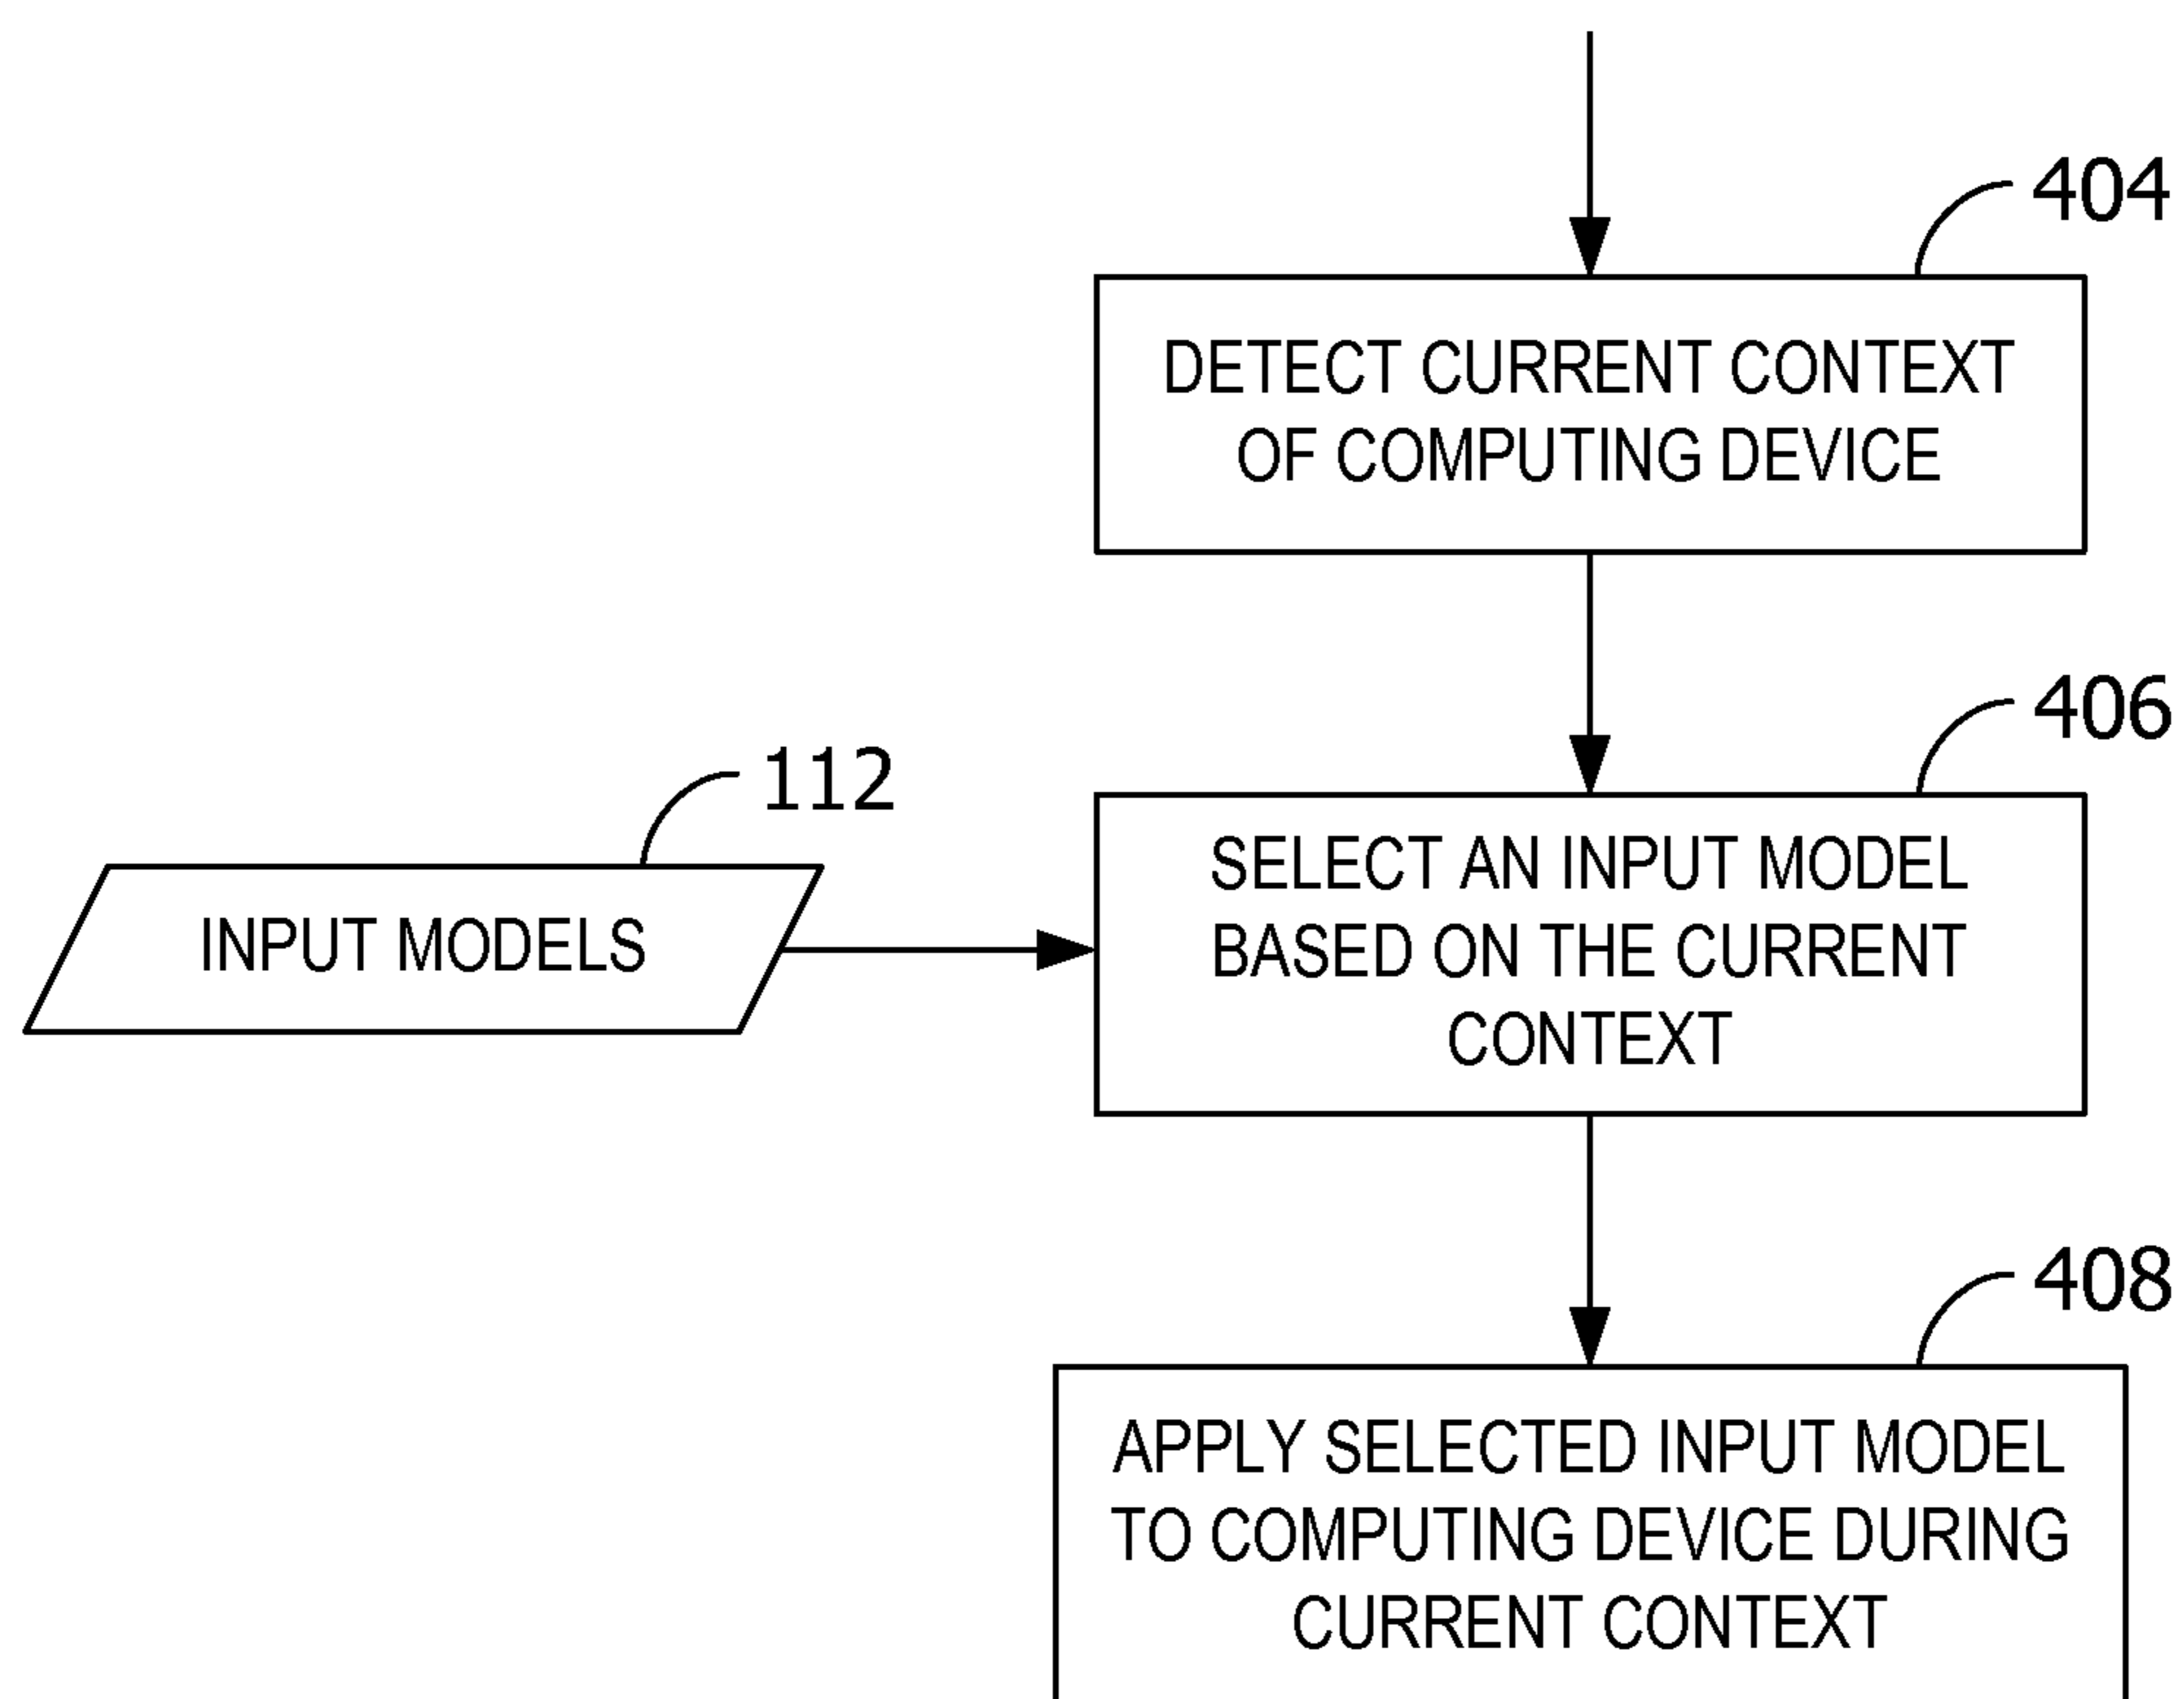 404
DETECT CURRENT CONTEXT
OF COMPUTING DEVICE
406
112
SELECT AN INPUT MODEL
BASED ON THE CURRENT
CONTEXT
INPUT MODELS
408
APPLY SELECTED INPUT MODEL
TO COMPUTING DEVICE DURING
CURRENT CONTEXT